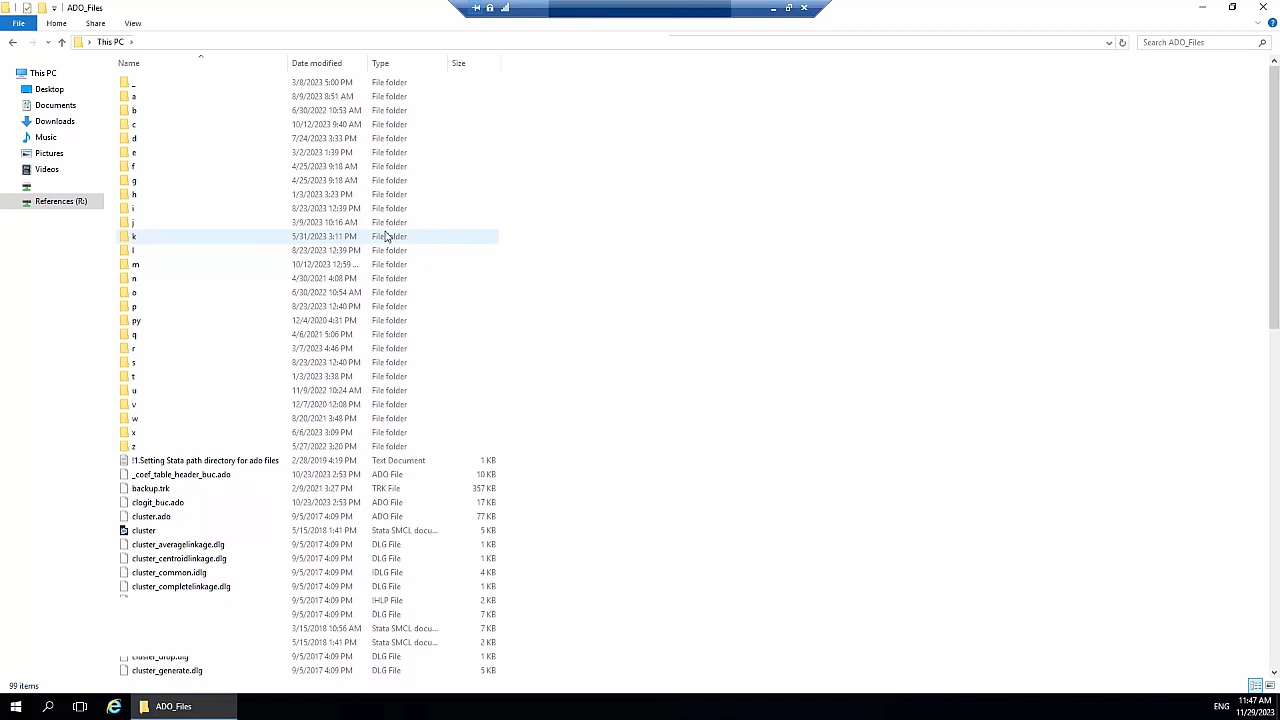 ADO_Files
File Home Share View
This PC
Search ADO_Files
Name Date modified Type Size
This PC
Desktop
Documents
Downloads
Music
Pictures
Videos
References (R:)
_ 3/8/2023 5:00 PM File folder
a 8/9/2023 8:51 AM File folder
b 6/30/2022 10:53 AM File folder
c 10/12/2023 9:40 AM File folder
d 7/24/2023 3:33 PM File folder
e 3/2/2023 1:39 PM File folder
f 4/25/2023 9:18 AM File folder
g 4/25/2023 9:18 AM File folder
h 1/3/2023 3:23 PM File folder
i 8/23/2023 12:39 PM File folder
j 3/9/2023 10:16 AM File folder
k 5/31/2023 3:11 PM File folder
l 8/23/2023 12:39 PM File folder
m 10/12/2023 12:59 ... File folder
n 4/30/2021 4:08 PM File folder
o 6/30/2022 10:54 AM File folder
p 8/23/2023 12:40 PM File folder
py 12/4/2020 4:31 PM File folder
q 4/6/2021 5:06 PM File folder
r 3/7/2023 4:46 PM File folder
s 8/23/2023 12:40 PM File folder
t 1/3/2023 3:38 PM File folder
u 11/9/2022 10:24 AM File folder
v 12/7/2020 12:08 PM File folder
w 8/20/2021 3:48 PM File folder
x 6/6/2023 3:09 PM File folder
z 5/27/2022 3:20 PM File folder
!1.Setting Stata path directory for ado files 2/28/2019 4:19 PM Text Document 1 KB
_coef_table_header_buc.ado 10/23/2023 2:53 PM ADO File 10 KB
backup.trk 2/9/2021 3:27 PM TRK File 357 KB
clogit_buc.ado 10/23/2023 2:53 PM ADO File 17 KB
cluster.ado 9/5/2017 4:09 PM ADO File 77 KB
cluster 5/15/2018 1:41 PM Stata SMCL docu... 5 KB
cluster_averagelinkage.dlg 9/5/2017 4:09 PM DLG File 1 KB
cluster_centroidlinkage.dlg 9/5/2017 4:09 PM DLG File 1 KB
cluster_common.idlg 9/5/2017 4:09 PM IDLG File 4 KB
cluster_completelinkage.dlg 9/5/2017 4:09 PM DLG File 1 KB
9/5/2017 4:09 PM IHLP File 2 KB
9/5/2017 4:09 PM DLG File 7 KB
3/15/2018 10:56 AM Stata SMCL docu... 7 KB
5/15/2018 1:41 PM Stata SMCL docu... 2 KB
cluster_drop.dlg 9/5/2017 4:09 PM DLG File 1 KB
cluster_generate.dlg 9/5/2017 4:09 PM DLG File 5 KB
99 items
ADO_Files
ENG
11:47 AM
11/29/2023